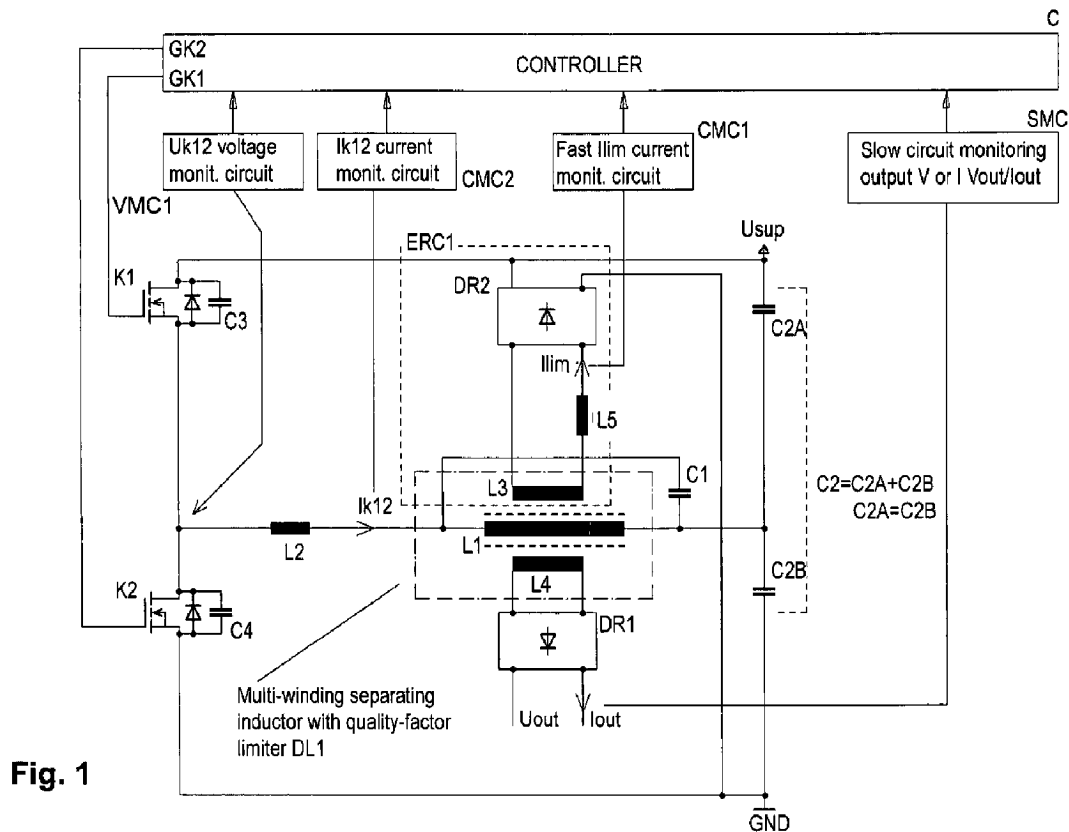 C
GK2
GK1
CONTROLLER
Uk12 voltage
monit. circuit
VMC1
Ik12 current
monit. circuit
CMC2
Fast Ilim current
monit. circuit
CMC1
SMC
Slow circuit monitoring
output V or I Vout/Iout
ERC1
Usup
K1
C3
DR2
C2A
Ilim
L5
L3
C1
C2=C2A+C2B
C2A=C2B
Ik12
L2
L1
L4
C2B
K2
C4
DR1
Multi-winding separating
inductor with quality-factor
limiter DL1
Uout
Iout
Fig. 1
GND